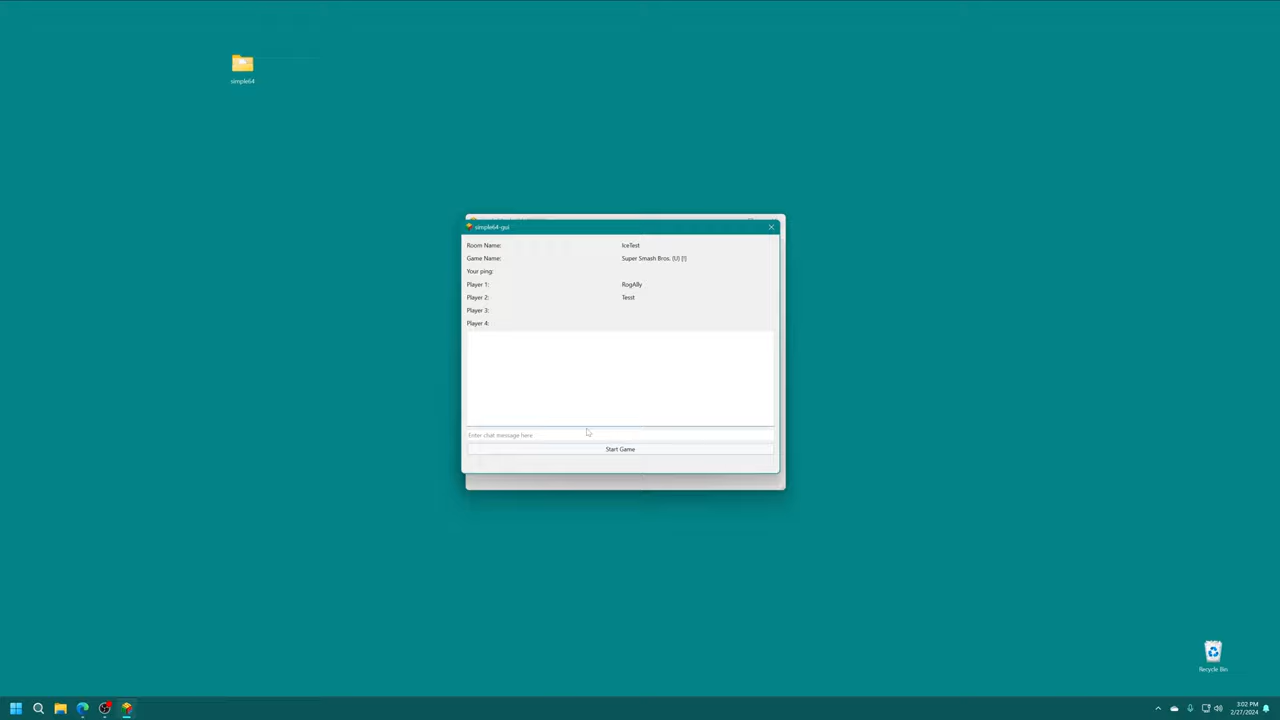 simple64
simple64-gui
Room Name: IceTest
Game Name: Super Smash Bros. (U) [!]
Your ping:
Player 1: RogAlly
Player 2: Tesst
Player 3:
Player 4:
Enter chat message here
Start Game
Recycle Bin
3:02 PM
2/27/2024